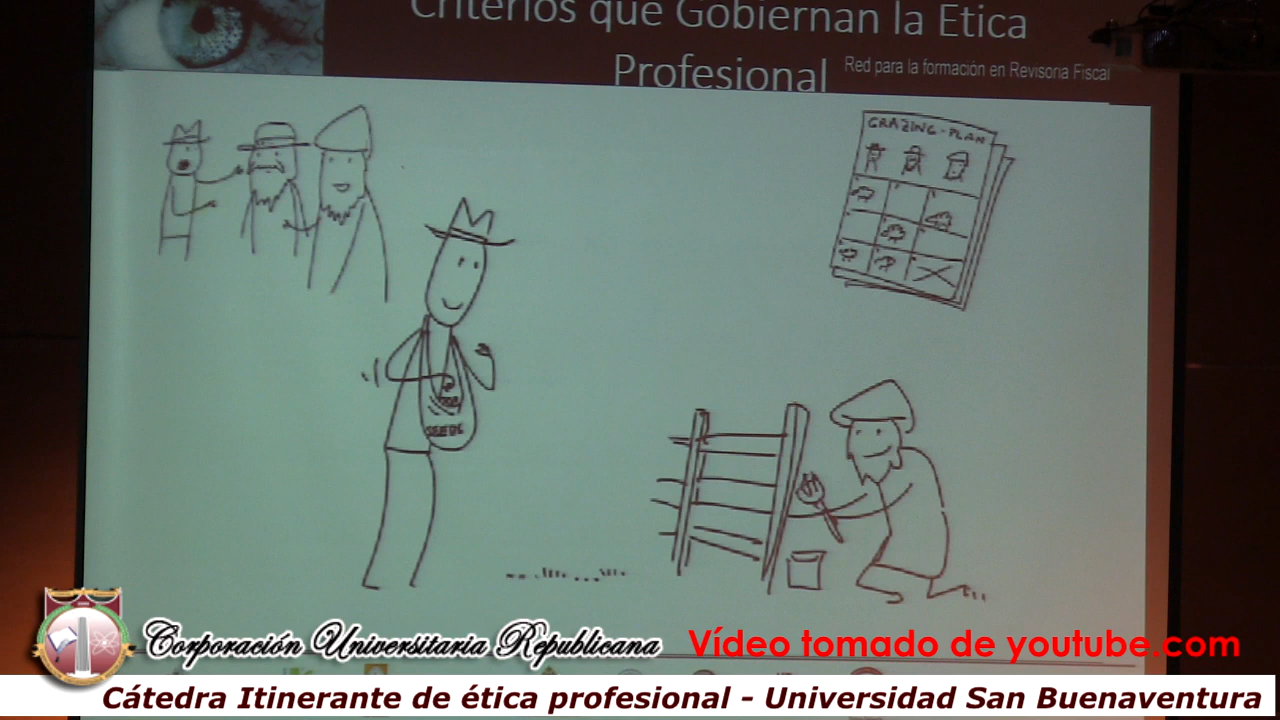 Criterios que Gobiernan la Etica
Profesional
Red para la formación en Revisoria Fiscal
GRAZING-PLAN
SEEDS
Corporación Universitaria Republicana
Vídeo tomado de youtube.com
Cátedra Itinerante de ética profesional - Universidad San Buenaventura